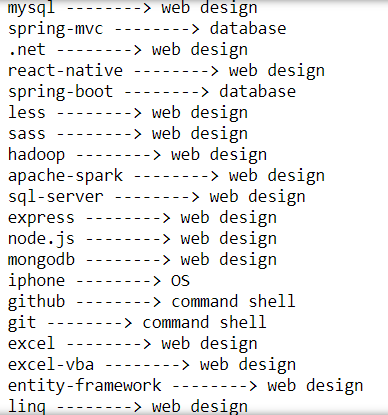 mysql --------> web design
spring-mvc --------> database
.net --------> web design
react-native --------> web design
spring-boot --------> database
less --------> web design
sass --------> web design
hadoop --------> web design
apache-spark --------> web design
sql-server --------> web design
express --------> web design
node.js --------> web design
mongodb --------> web design
iphone --------> OS
github --------> command shell
git --------> command shell
excel --------> web design
excel-vba --------> web design
entity-framework --------> web design
linq --------> web design